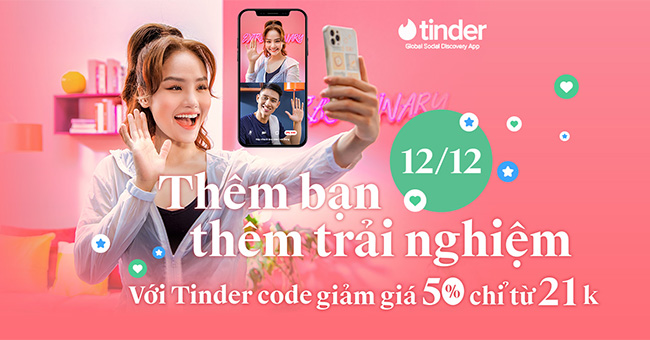 tinder
Global Social Discovery App
12/12
Thêm bạn
thêm trải nghiệm
Với Tinder code giảm giá 50% chỉ từ 21k